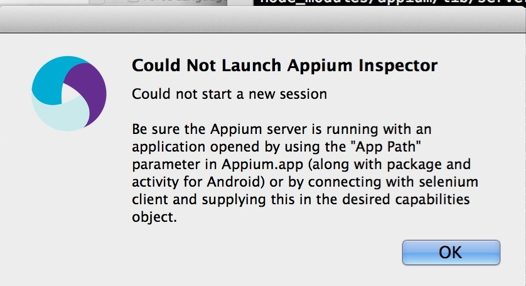 node_modules/appium/lib/serve
Could Not Launch Appium Inspector
Could not start a new session
Be sure the Appium server is running with an
application opened by using the "App Path"
parameter in Appium.app (along with package and
activity for Android) or by connecting with selenium
client and supplying this in the desired capabilities
object.
OK